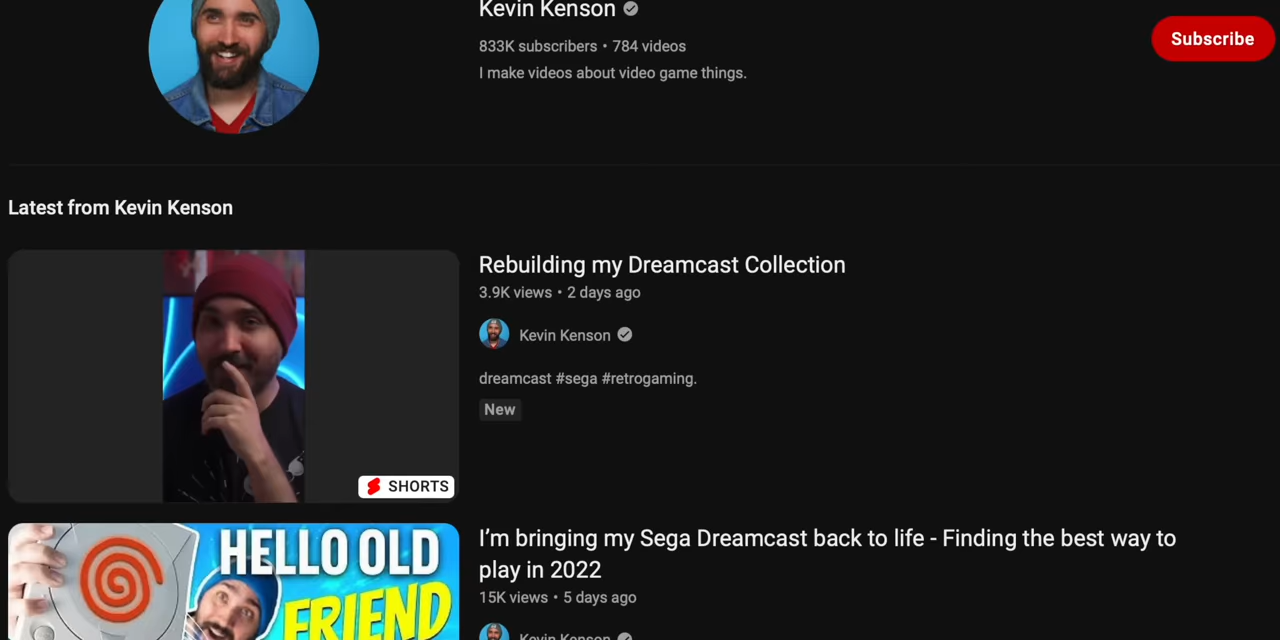 Kevin Kenson
833K subscribers • 784 videos
Subscribe
I make videos about video game things.
Latest from Kevin Kenson
Rebuilding my Dreamcast Collection
3.9K views • 2 days ago
Kevin Kenson
dreamcast #sega #retrogaming.
New
SHORTS
HELLO OLD
FRIEND
I’m bringing my Sega Dreamcast back to life - Finding the best way to
play in 2022
15K views • 5 days ago
Kevin Kenson